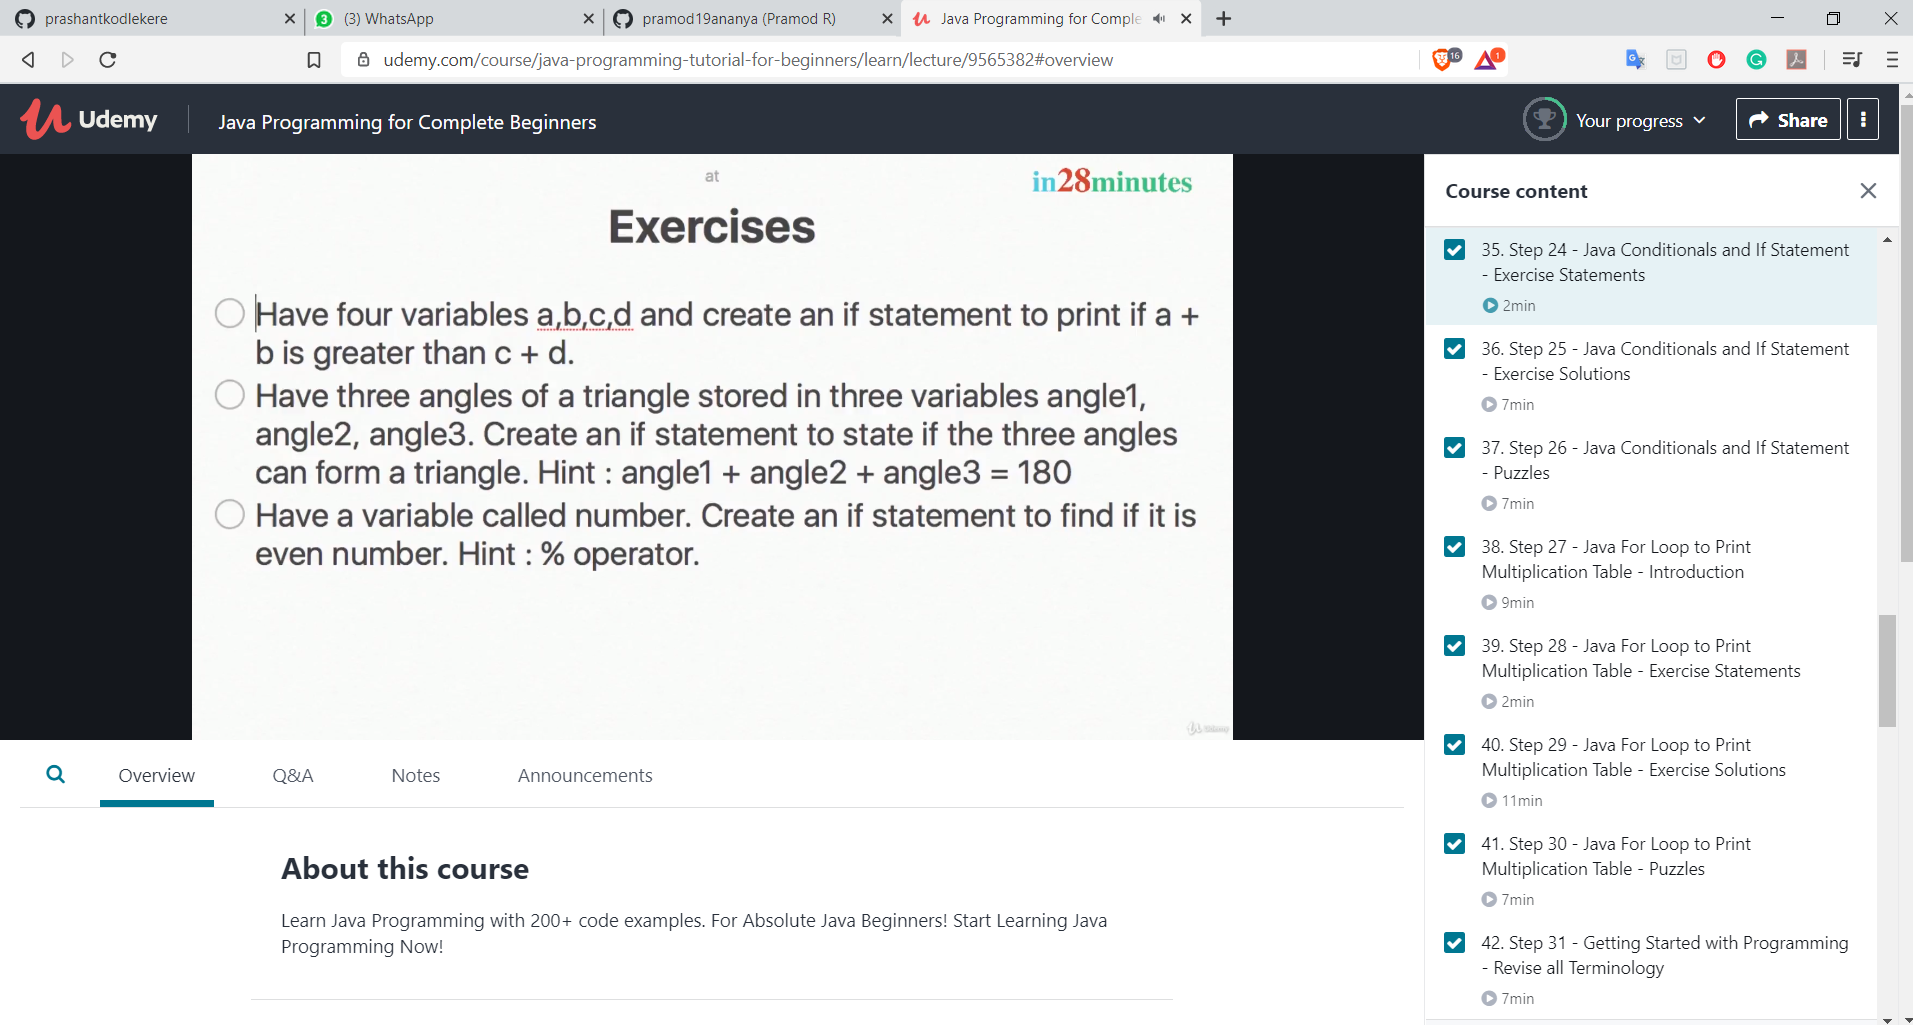 prashantkodlekere
3
(3) WhatsApp
pramod19ananya (Pramod R)
Java Programming for Comple
udemy.com/course/java-programming-tutorial-for-beginners/learn/lecture/9565382#overview
16
1
Udemy
Java Programming for Complete Beginners
Your progress
Share
at
in28minutes
Exercises
Have four variables a,b,c,d and create an if statement to print if a +
b is greater than c + d.
Have three angles of a triangle stored in three variables angle1,
angle2, angle3. Create an if statement to state if the three angles
can form a triangle. Hint : angle1 + angle2 + angle3 = 180
Have a variable called number. Create an if statement to find if it is
even number. Hint : % operator.
Udemy
Course content
35. Step 24 - Java Conditionals and If Statement
- Exercise Statements
2min
36. Step 25 - Java Conditionals and If Statement
- Exercise Solutions
7min
37. Step 26 - Java Conditionals and If Statement
- Puzzles
7min
38. Step 27 - Java For Loop to Print
Multiplication Table - Introduction
9min
39. Step 28 - Java For Loop to Print
Multiplication Table - Exercise Statements
2min
40. Step 29 - Java For Loop to Print
Multiplication Table - Exercise Solutions
11min
41. Step 30 - Java For Loop to Print
Multiplication Table - Puzzles
7min
42. Step 31 - Getting Started with Programming
- Revise all Terminology
7min
Overview
Q&A
Notes
Announcements
About this course
Learn Java Programming with 200+ code examples. For Absolute Java Beginners! Start Learning Java
Programming Now!